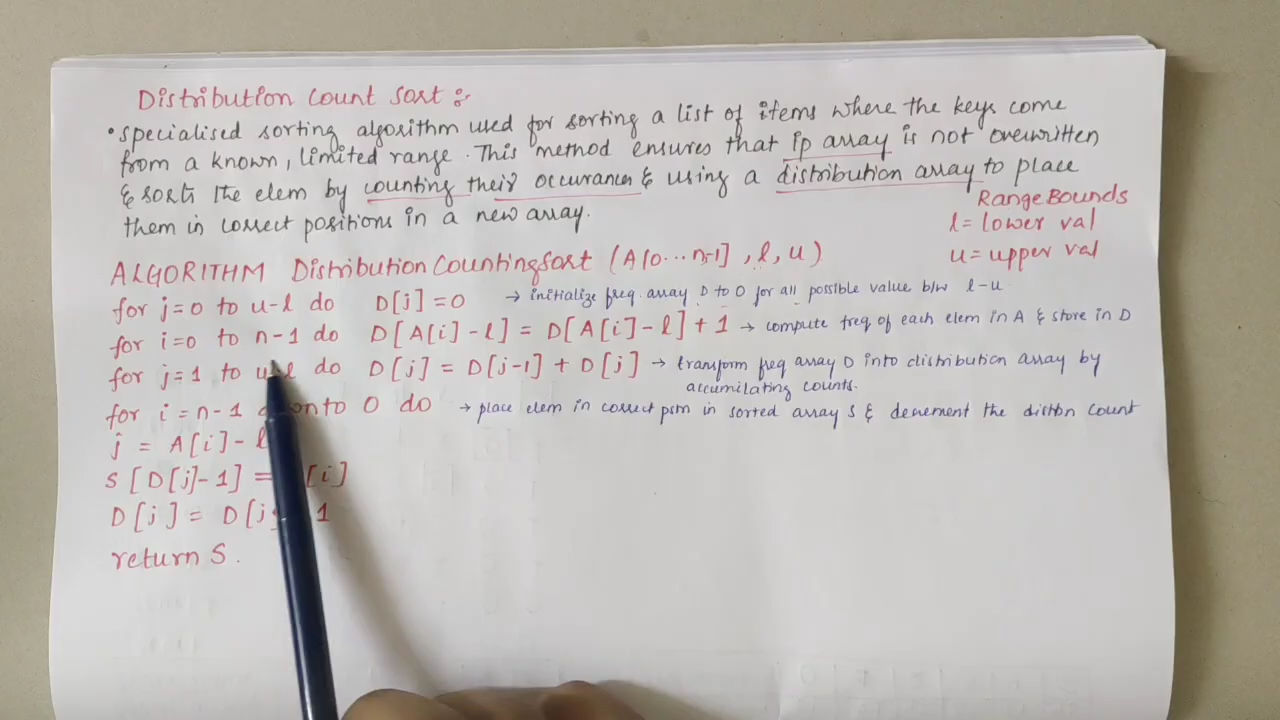 Distribution count sort :-
• specialised sorting algorithm used for sorting a list of items where the keys come
from a known, limited range. This method ensures that ip array is not overwritten
& sorts the elem by counting their occurances & using a distribution array to place
them in correct positions in a new array.
Range Bounds
l = lower val
u = upper val
ALGORITHM Distribution CountingSort (A[0...n-1], l, u)
for j=0 to u-l do D[j] = 0 → initialize freq. array D to 0 for all possible value b/w l-u
for i=0 to n-1 do D[A[i]-l] = D[A[i]-l]+1 → compute freq of each elem in A & store in D
for j=1 to u-l do D[j] = D[j-1] + D[j] → transform freq array D into distribution array by
accumilating counts.
for i=n-1 0 do → place elem in correct pstn in sorted array S & decrement the count
j = A[i]-l
S[D[j]-1] = [i]
D[j] = D[j 1
return S.